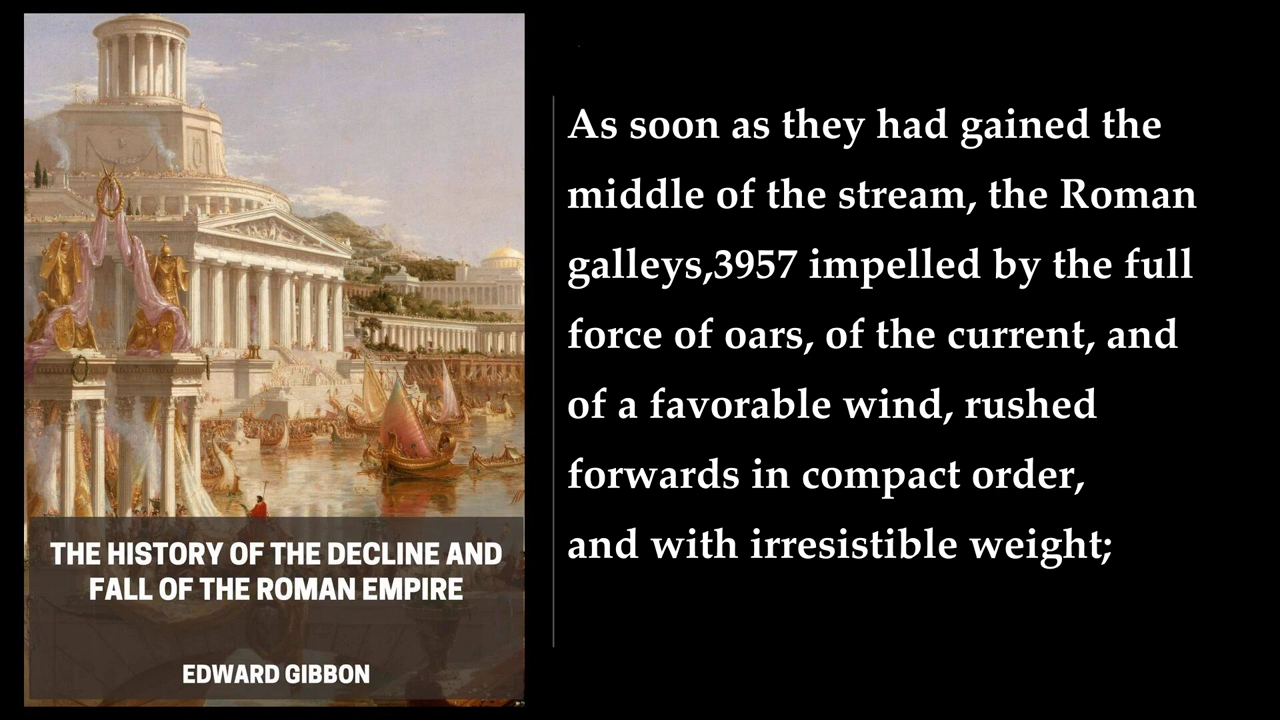 THE HISTORY OF THE DECLINE AND
FALL OF THE ROMAN EMPIRE
EDWARD GIBBON
As soon as they had gained the
middle of the stream, the Roman
galleys,3957 impelled by the full
force of oars, of the current, and
of a favorable wind, rushed
forwards in compact order,
and with irresistible weight;